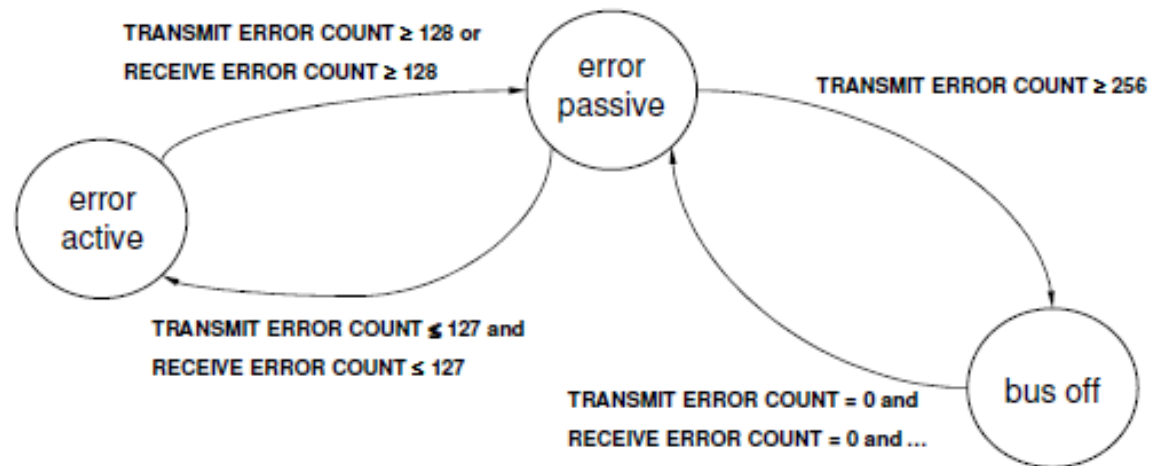 TRANSMIT ERROR COUNT ≥ 128 or
RECEIVE ERROR COUNT ≥ 128
error
passive
TRANSMIT ERROR COUNT ≥ 256
error
active
TRANSMIT ERROR COUNT ≤ 127 and
RECEIVE ERROR COUNT ≤ 127
bus off
TRANSMIT ERROR COUNT = 0 and
RECEIVE ERROR COUNT = 0 and ...